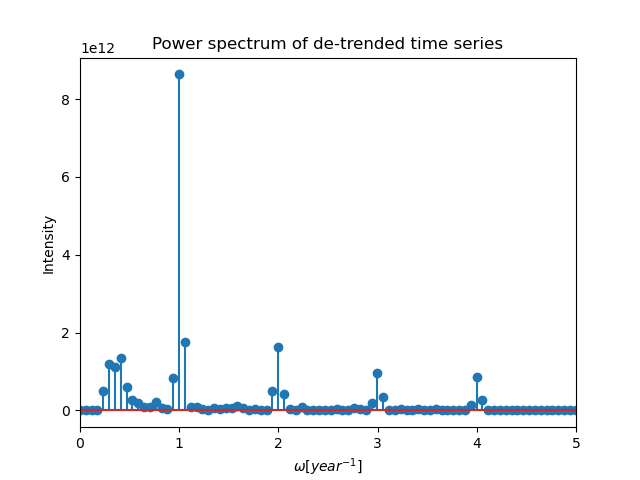 Power spectrum of de-trended time series
1e12
8
6
4
2
0
Intensity
0 1 2 3 4 5
ω[year⁻¹]